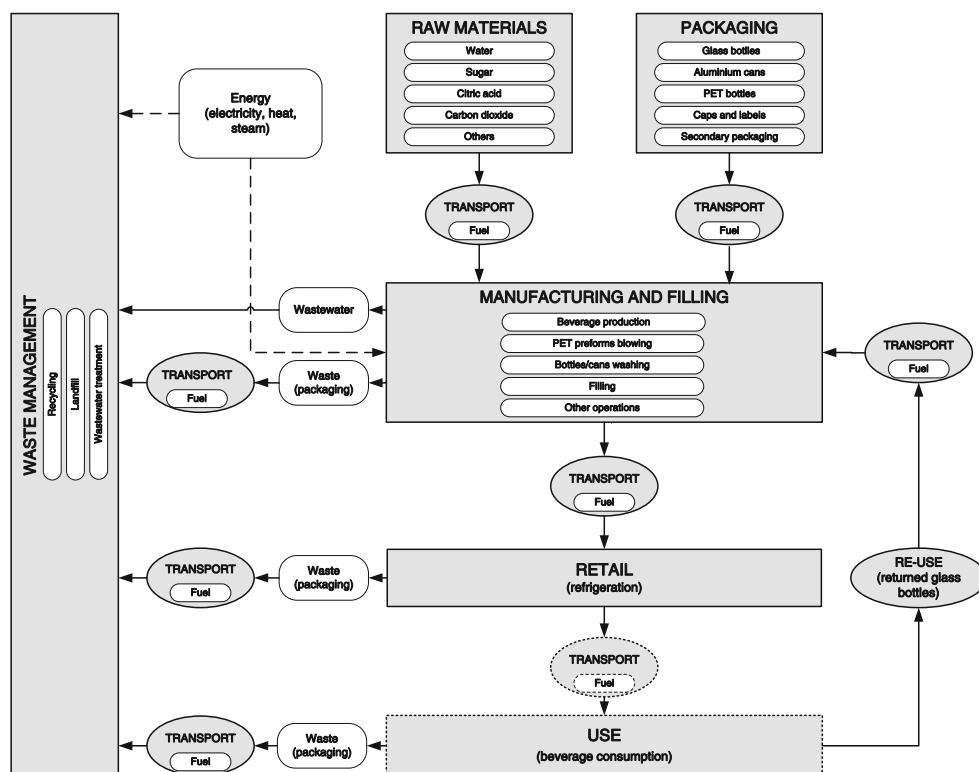 RAW MATERIALS
Water
Sugar
Citric acid
Carbon dioxide
Others
PACKAGING
Glass bottles
Aluminium cans
PET bottles
Caps and labels
Secondary packaging
Energy
(electricity, heat,
steam)
TRANSPORT
Fuel
TRANSPORT
Fuel
WASTE MANAGEMENT
Recycling
Landfill
Wastewater treatment
MANUFACTURING AND FILLING
Beverage production
PET preforms blowing
Bottles/cans washing
Filling
Other operations
Wastewater
TRANSPORT
Fuel
Waste
(packaging)
TRANSPORT
Fuel
TRANSPORT
Fuel
TRANSPORT
Fuel
Waste
(packaging)
RETAIL
(refrigeration)
RE-USE
(returned glass
bottles)
TRANSPORT
Fuel
TRANSPORT
Fuel
Waste
(packaging)
USE
(beverage consumption)